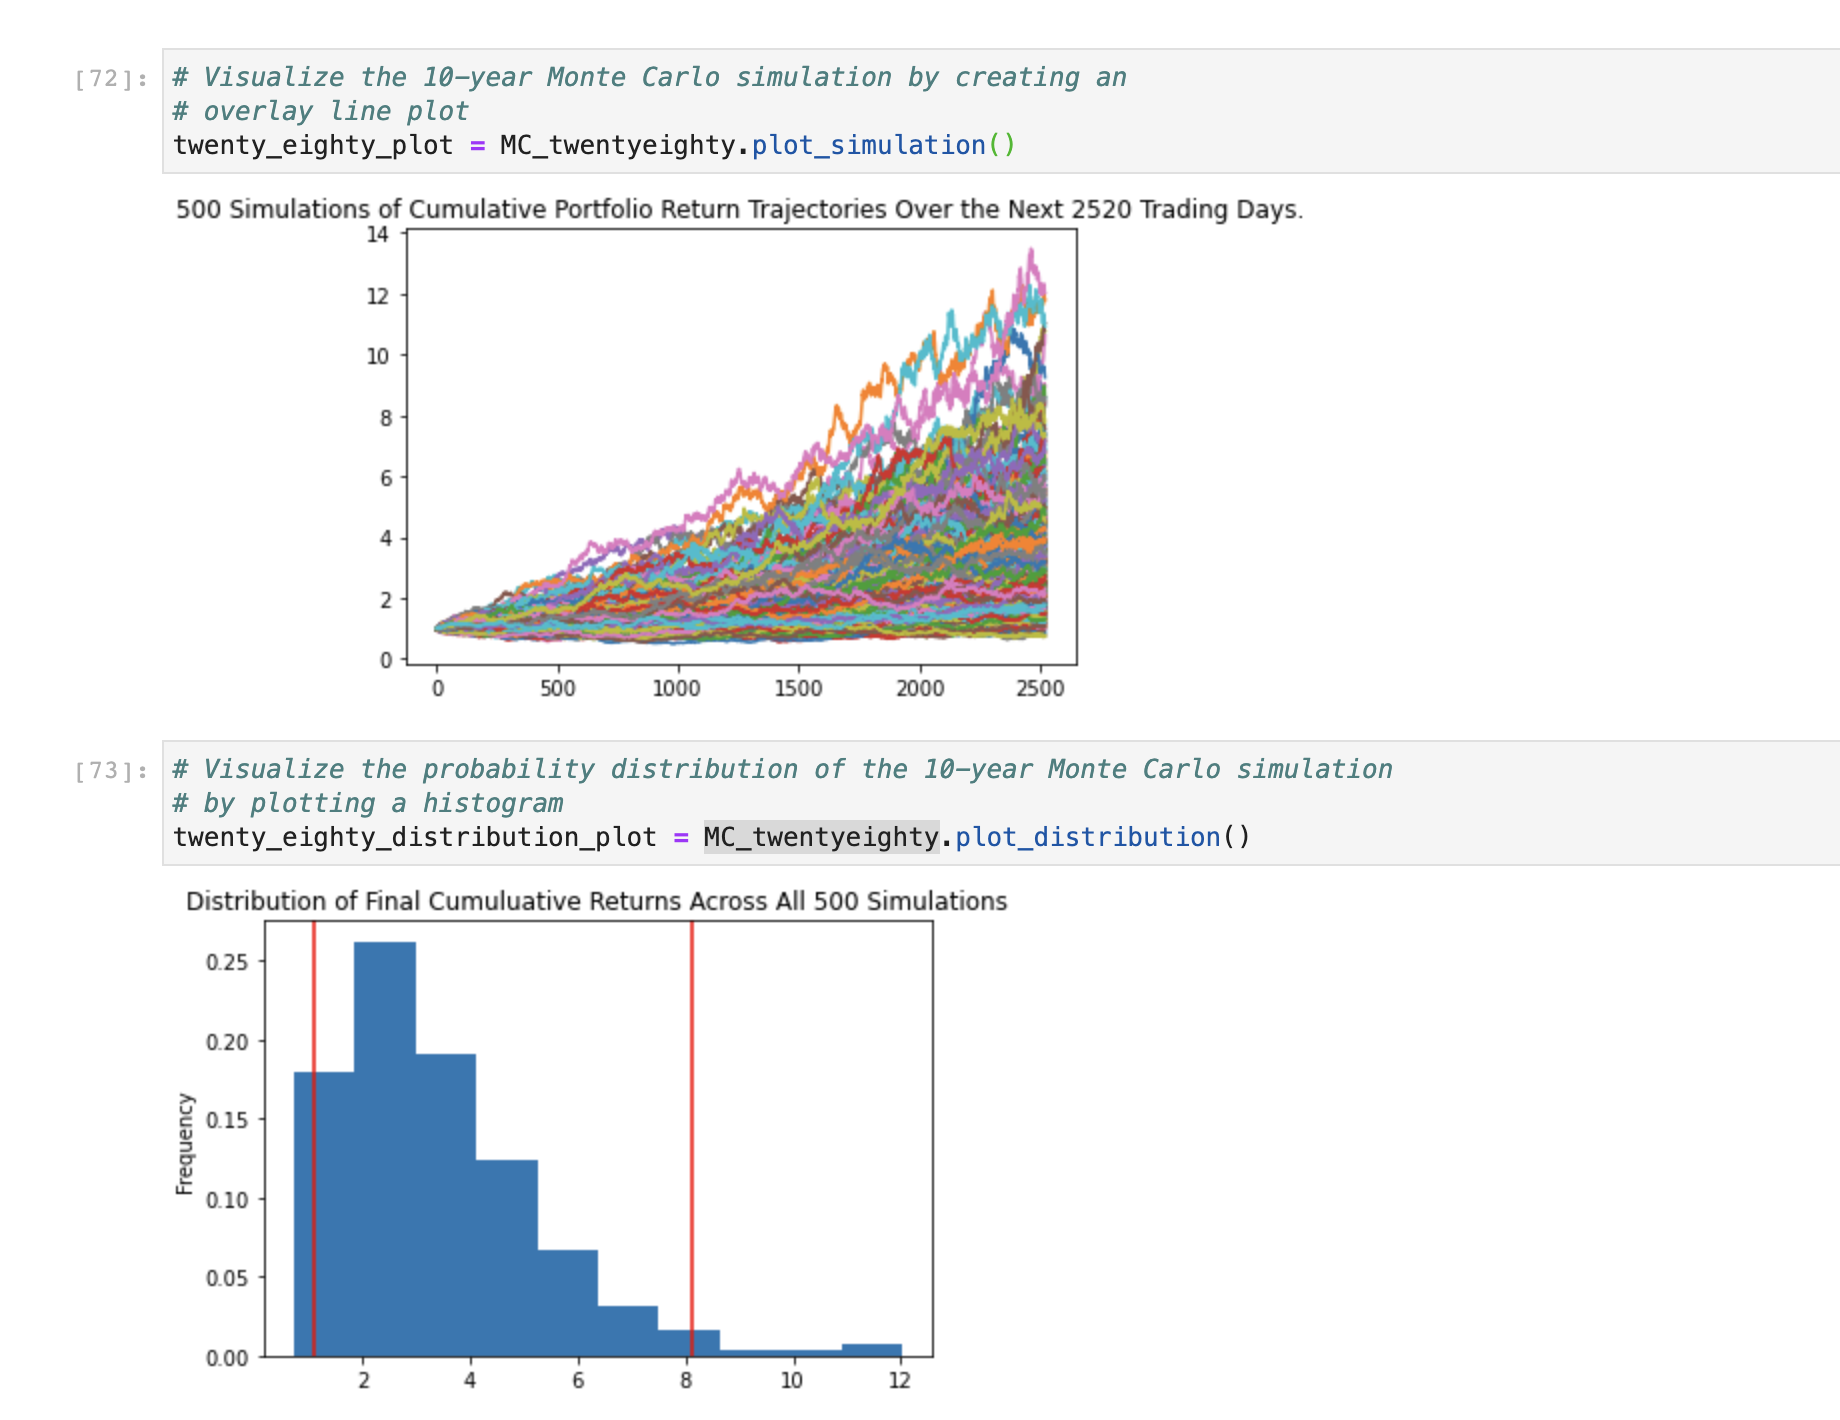 [72]:
# Visualize the 10-year Monte Carlo simulation by creating an
# overlay line plot
twenty_eighty_plot = MC_twentyeighty.plot_simulation()
500 Simulations of Cumulative Portfolio Return Trajectories Over the Next 2520 Trading Days.
14
12
10
8
6
4
2
0
0 500 1000 1500 2000 2500
[73]:
# Visualize the probability distribution of the 10-year Monte Carlo simulation
# by plotting a histogram
twenty_eighty_distribution_plot = MC_twentyeighty.plot_distribution()
Distribution of Final Cumuluative Returns Across All 500 Simulations
Frequency
0.25
0.20
0.15
0.10
0.05
0.00
2 4 6 8 10 12